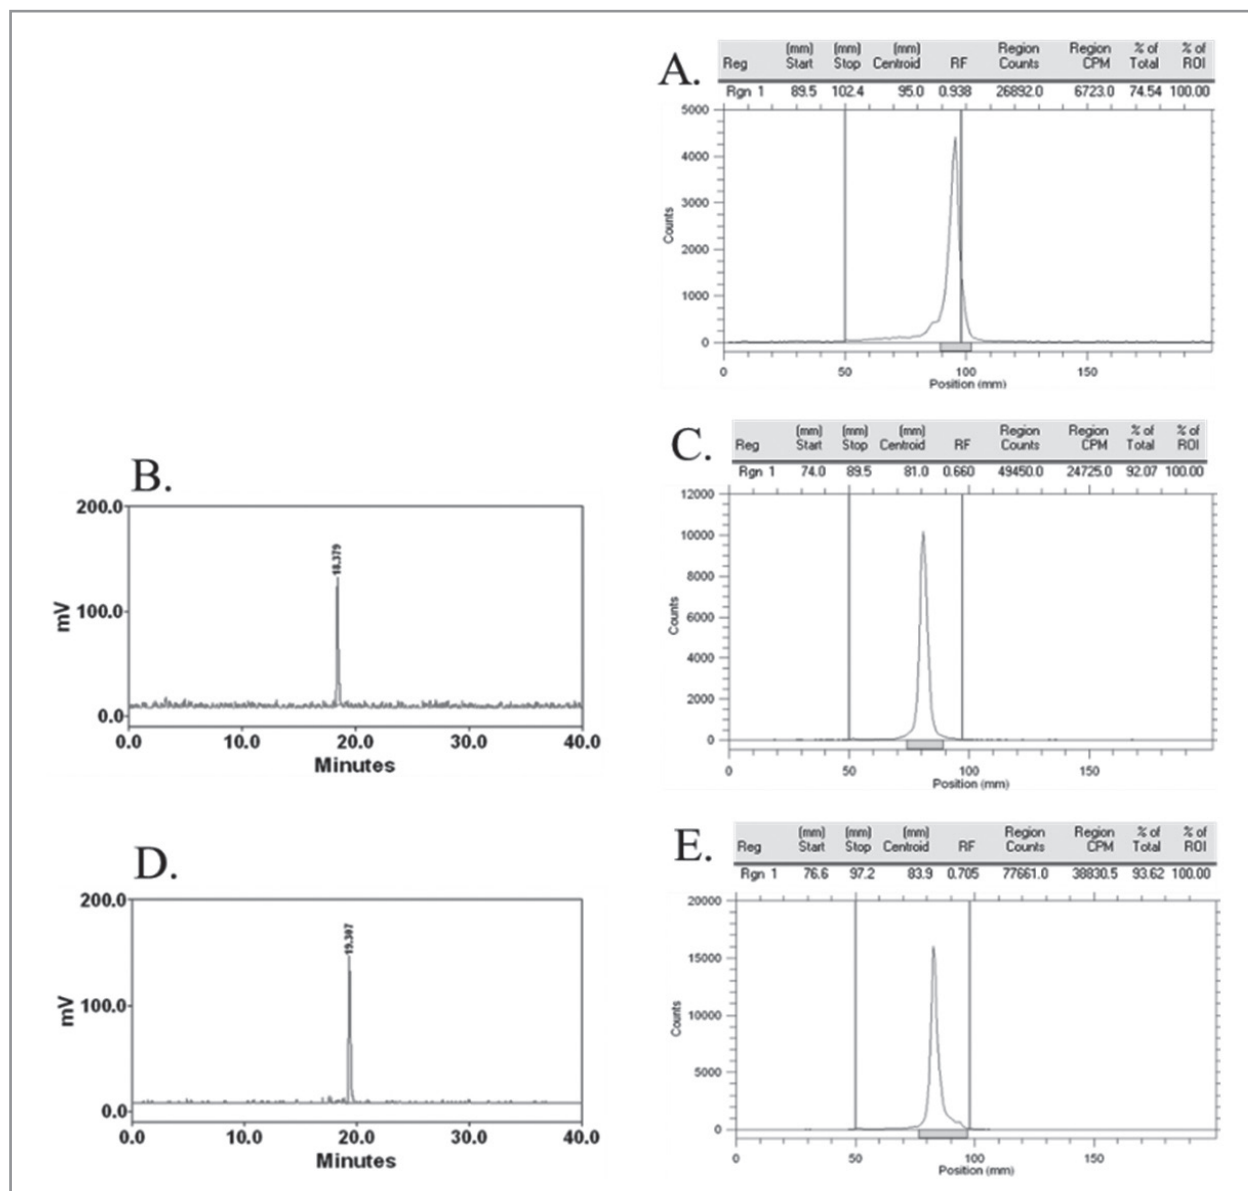 A.
(mm) (mm) (mm) Region Region % of % of
Reg Start Stop Centroid RF Counts CPM Total ROI
Rgn 1 89.5 102.4 95.0 0.938 26892.0 6723.0 74.54 100.00
5000
4000
3000
2000
1000
0
Counts
0 50 100 150
Position (mm)
B.
200.0
100.0
0.0
mV
18.379
0.0 10.0 20.0 30.0 40.0
Minutes
C.
(mm) (mm) (mm) Region Region % of % of
Reg Start Stop Centroid RF Counts CPM Total ROI
Rgn 1 74.0 89.5 81.0 0.660 49450.0 24725.0 92.07 100.00
12000
10000
8000
6000
4000
2000
0
Counts
0 50 100 150
Position (mm)
D.
200.0
100.0
0.0
mV
19.307
0.0 10.0 20.0 30.0 40.0
Minutes
E.
(mm) (mm) (mm) Region Region % of % of
Reg Start Stop Centroid RF Counts CPM Total ROI
Rgn 1 76.6 97.2 83.9 0.705 77661.0 38830.5 93.62 100.00
20000
15000
10000
5000
0
Counts
0 50 100 150
Position (mm)